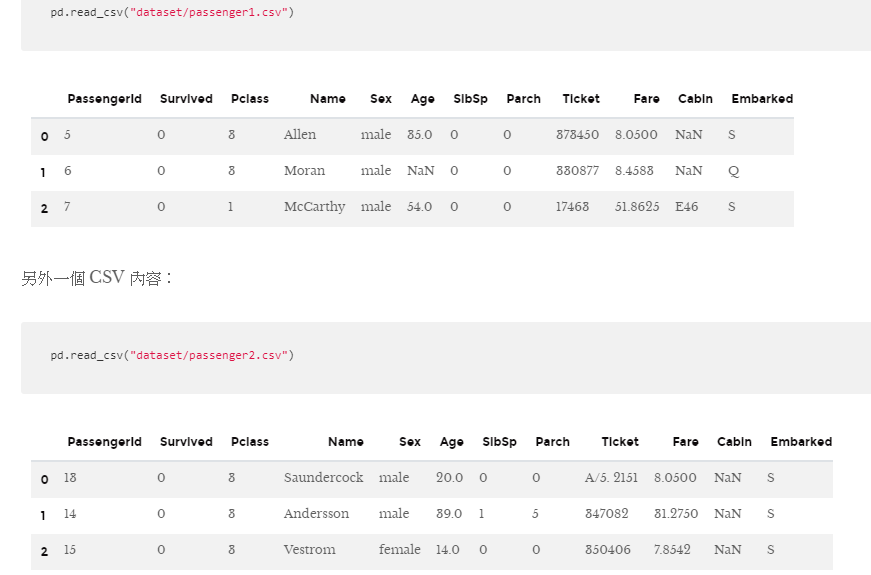 pd.read_csv("dataset/passenger1.csv")
PassengerId Survived Pclass Name Sex Age SibSp Parch Ticket Fare Cabin Embarked
0 5 0 3 Allen male 35.0 0 0 373450 8.0500 NaN S
1 6 0 3 Moran male NaN 0 0 330877 8.4583 NaN Q
2 7 0 1 McCarthy male 54.0 0 0 17463 51.8625 E46 S
另外一個 CSV 內容：
pd.read_csv("dataset/passenger2.csv")
PassengerId Survived Pclass Name Sex Age SibSp Parch Ticket Fare Cabin Embarked
0 13 0 3 Saundercock male 20.0 0 0 A/5. 2151 8.0500 NaN S
1 14 0 3 Andersson male 39.0 1 5 347082 31.2750 NaN S
2 15 0 3 Vestrom female 14.0 0 0 350406 7.8542 NaN S